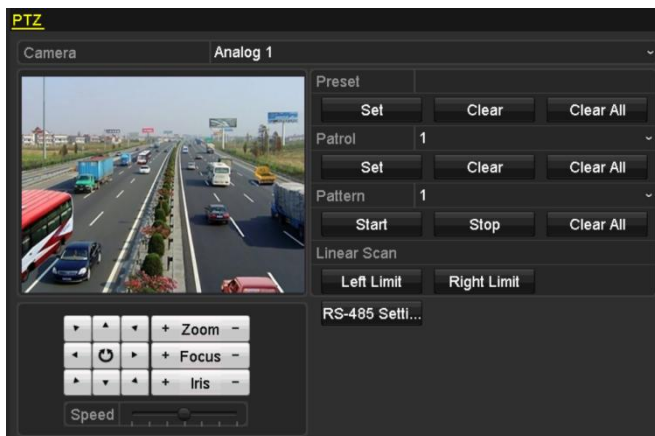 PTZ
Camera Analog 1
Preset
Set Clear Clear All
Patrol 1
Set Clear Clear All
Pattern 1
Start Stop Clear All
Linear Scan
Left Limit Right Limit
RS-485 Setti...
+ Zoom -
+ Focus -
+ Iris -
Speed